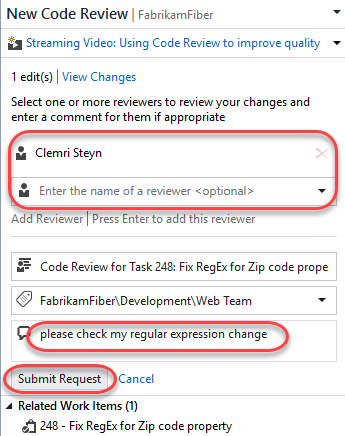 New Code Review | FabrikamFiber
Streaming Video: Using Code Review to improve quality
1 edit(s) | View Changes
Select one or more reviewers to review your changes and
enter a comment for them if appropriate
Clemri Steyn
Enter the name of a reviewer <optional>
Add Reviewer | Press Enter to add this reviewer
Code Review for Task 248: Fix RegEx for Zip code prope
FabrikamFiber\Development\Web Team
please check my regular expression change
Submit Request Cancel
Related Work Items (1)
248 - Fix RegEx for Zip code property